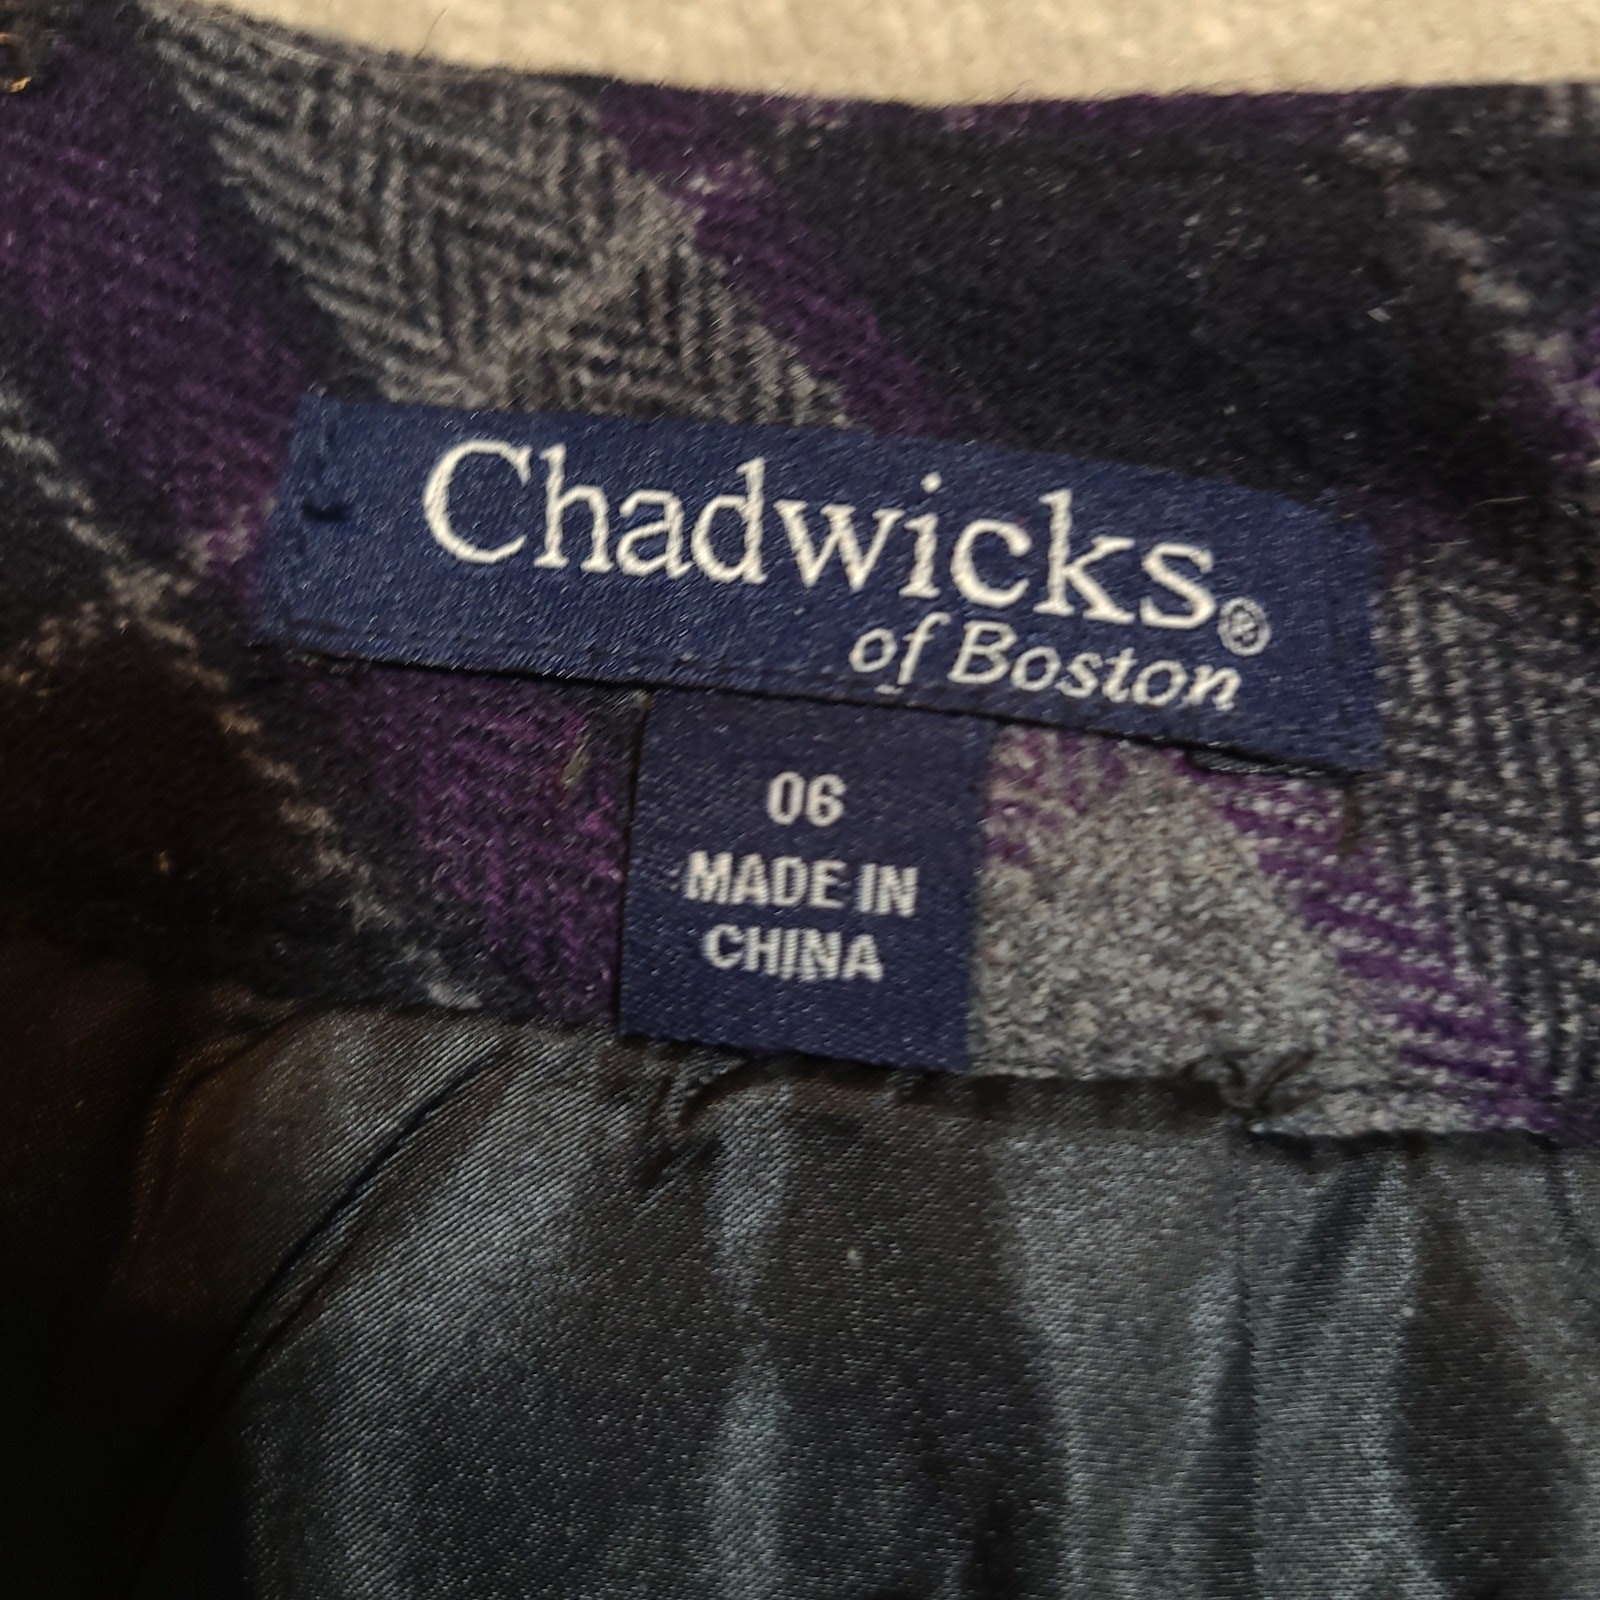 Chadwicks®
of Boston
06
MADE IN
CHINA